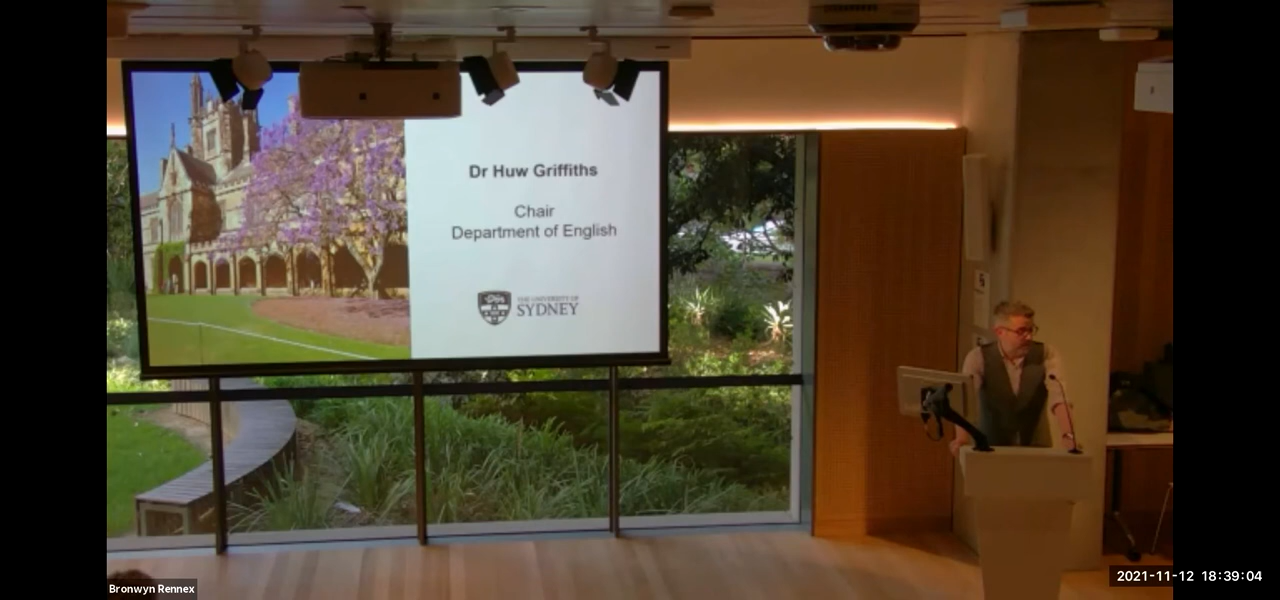 Dr Huw Griffiths
Chair
Department of English
THE UNIVERSITY OF
SYDNEY
Bronwyn Rennex
2021-11-12 18:39:04